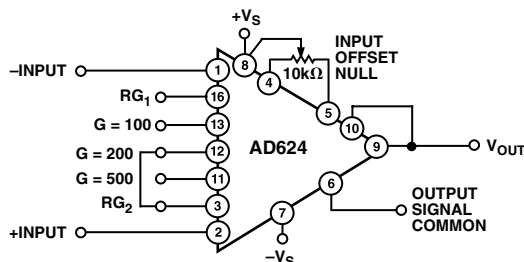 +VS
INPUT
OFFSET
NULL
10kΩ
8
4
–INPUT
1
RG1
16
5
G = 100
13
10
G = 200
12
AD624
9
VOUT
G = 500
11
6
RG2
3
7
OUTPUT
SIGNAL
COMMON
+INPUT
2
–VS